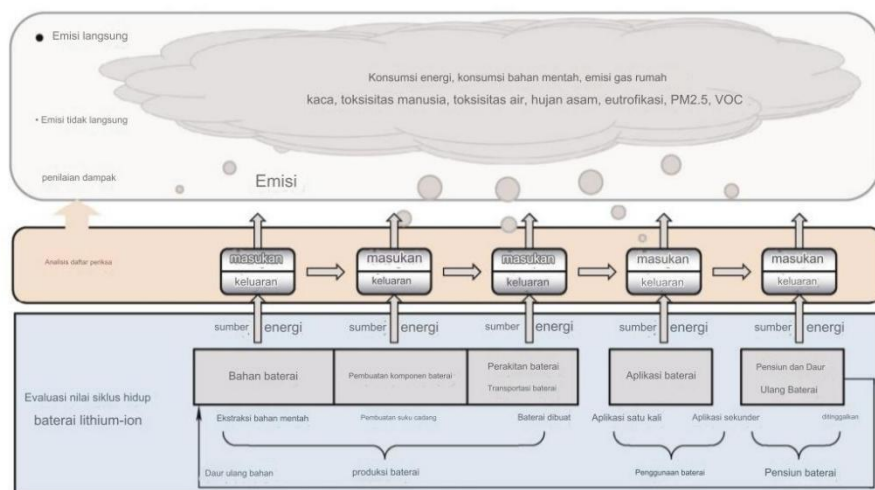 Emisi langsung
Konsumsi energi, konsumsi bahan mentah, emisi gas rumah
kaca, toksisitas manusia, toksisitas air, hujan asam, eutrofikasi, PM2.5, VOC
• Emisi tidak langsung
penilaian dampak
Emisi
Analisis daftar periksa
masukan masukan masukan masukan masukan
keluaran keluaran keluaran keluaran keluaran
sumber energi sumber energi sumber energi sumber energi sumber energi
Evaluasi nilai siklus hidup
baterai lithium-ion
Bahan baterai
Pembuatan komponen baterai
Perakitan baterai
Transportasi baterai
Aplikasi baterai
Pensiun dan Daur
Ulang Baterai
Ekstraksi bahan mentah
Pembuatan suku cadang
Baterai dibuat
Aplikasi satu kali
Aplikasi sekunder
ditinggalkan
Daur ulang bahan
produksi baterai
Penggunaan baterai
Pensiun baterai